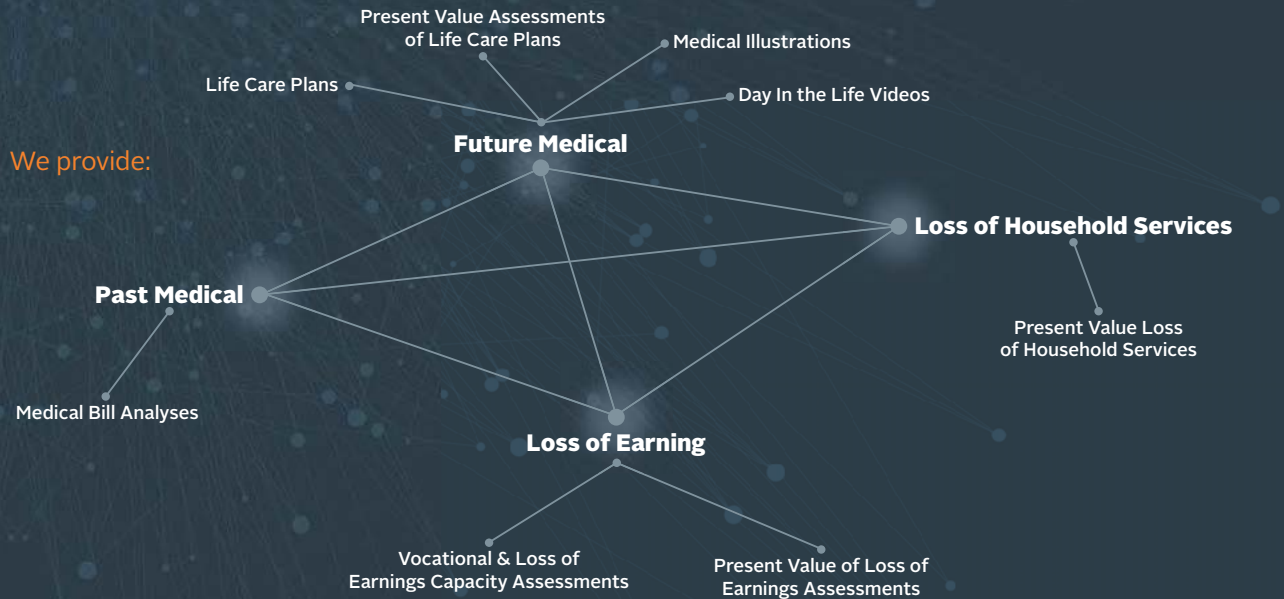 Present Value Assessments
of Life Care Plans
Medical Illustrations
Life Care Plans
Day In the Life Videos
Future Medical
We provide:
Loss of Household Services
Past Medical
Present Value Loss
of Household Services
Medical Bill Analyses
Loss of Earning
Vocational & Loss of
Earnings Capacity Assessments
Present Value of Loss of
Earnings Assessments